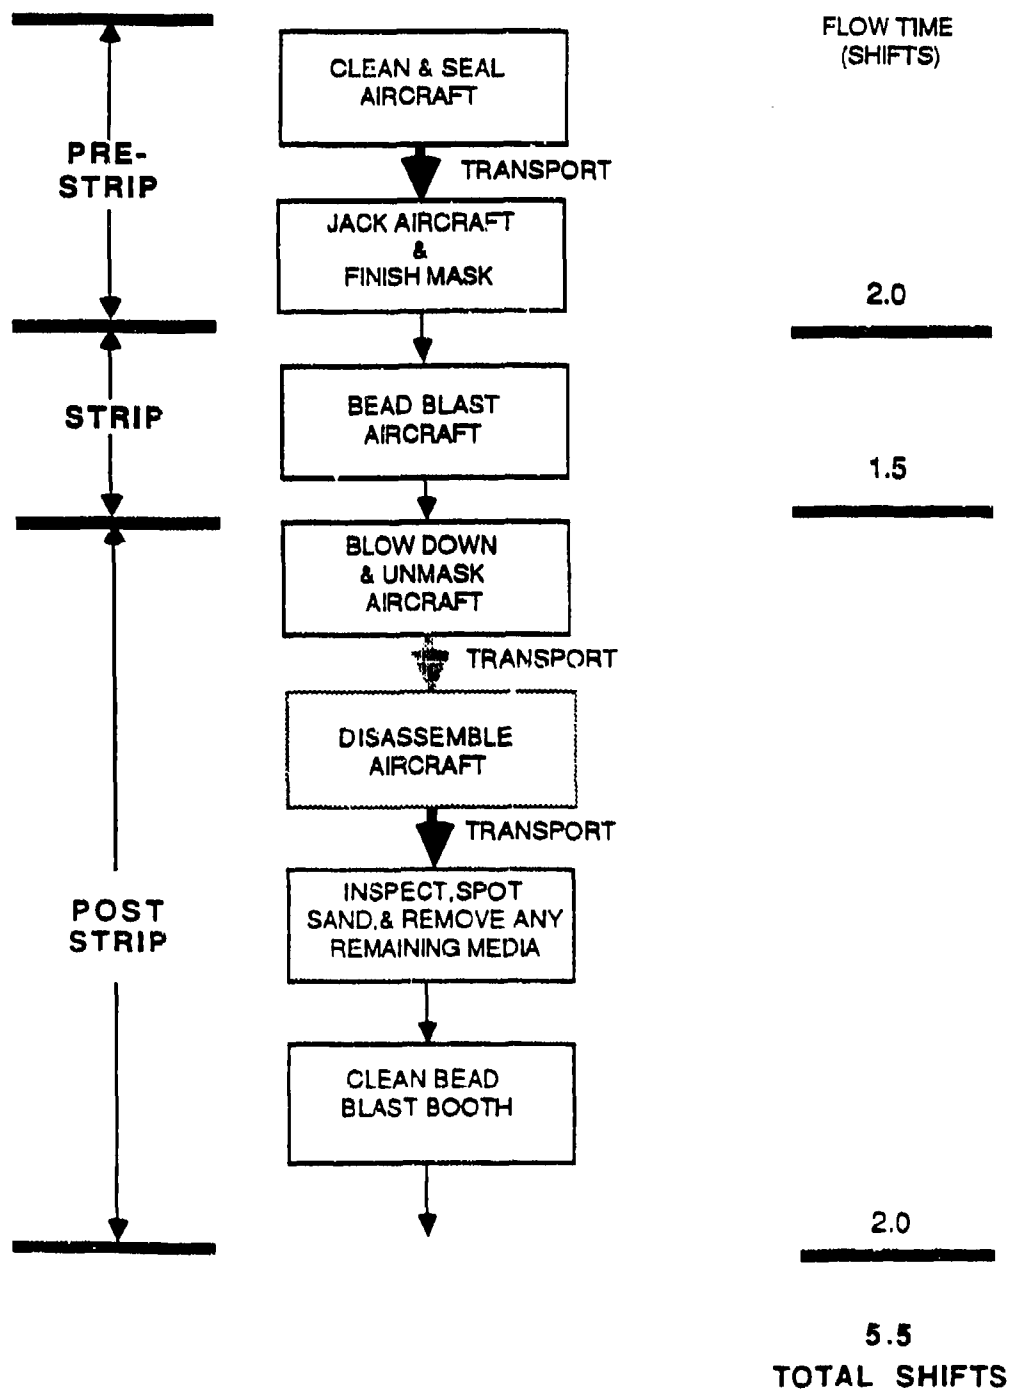 FLOW TIME
(SHIFTS)
CLEAN & SEAL
AIRCRAFT
PRE-
STRIP
TRANSPORT
JACK AIRCRAFT
&
FINISH MASK
2.0
STRIP
BEAD BLAST
AIRCRAFT
1.5
BLOW DOWN
& UNMASK
AIRCRAFT
TRANSPORT
DISASSEMBLE
AIRCRAFT
TRANSPORT
POST
STRIP
INSPECT,SPOT
SAND,& REMOVE ANY
REMAINING MEDIA
CLEAN BEAD
BLAST BOOTH
2.0
5.5
TOTAL SHIFTS